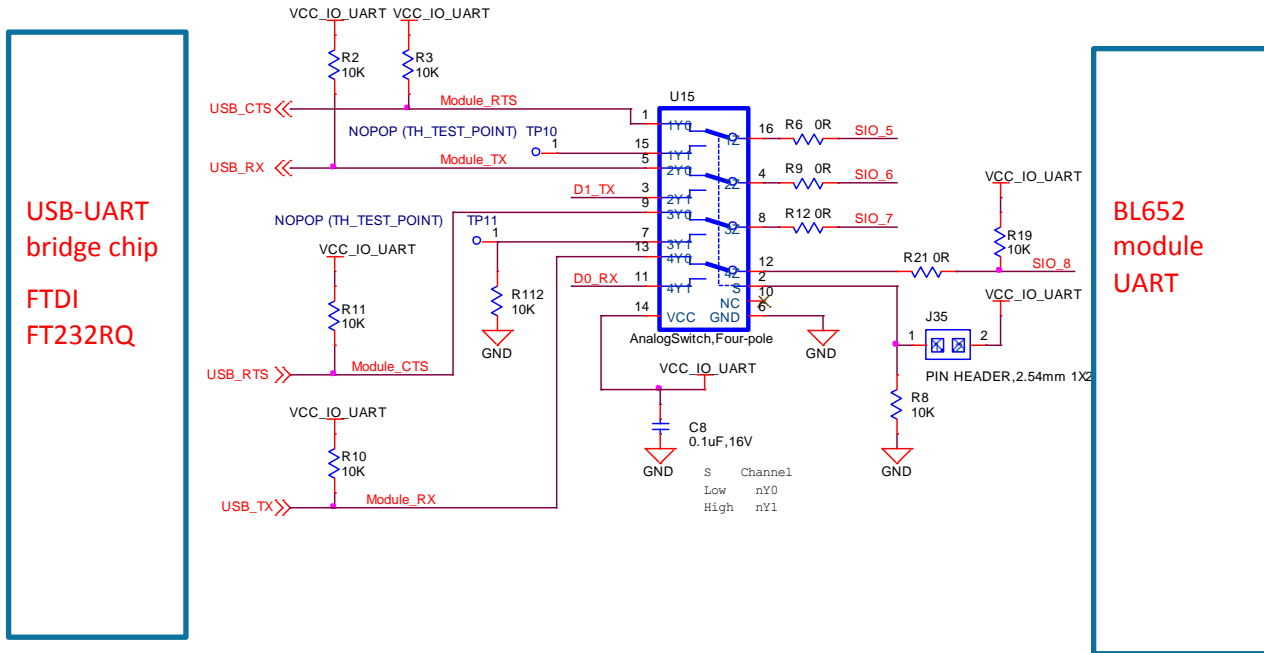 VCC_IO_UART VCC_IO_UART
R2
10K
R3
10K
USB_CTS
Module_RTS
U15
NOPOP (TH_TEST_POINT) TP10
1
USB_RX
Module_TX
D1_TX
NOPOP (TH_TEST_POINT)
TP11
1
VCC_IO_UART
R11
10K
D0_RX
R112
10K
GND
USB_RTS
Module_CTS
VCC_IO_UART
R10
10K
USB_TX
Module_RX
1
15
5
3
9
7
13
11
14
1Y0
1Y1
2Y0
2Y1
3Y0
3Y1
4Y0
4Y1
VCC
1Z
2Z
3Z
4Z
S
NC
GND
16
4
8
12
2
10
6
AnalogSwitch,Four-pole
GND
R6 0R
SIO_5
R9 0R
SIO_6
R12 0R
SIO_7
VCC_IO_UART
R19
10K
R21 0R
SIO_8
VCC_IO_UART
J35
1
2
PIN HEADER,2.54mm 1X2
R8
10K
GND
VCC_IO_UART
C8
0.1uF,16V
GND
S Channel
Low nY0
High nY1
USB-UART
bridge chip
FTDI
FT232RQ
BL652
module
UART